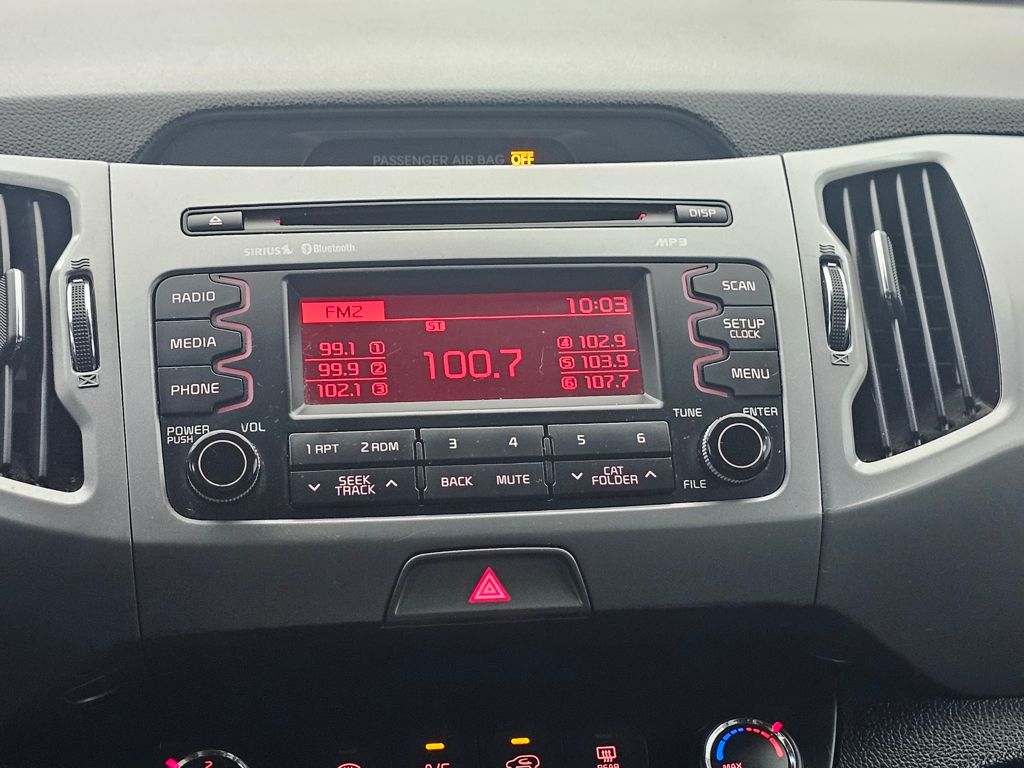 PASSENGER AIR BAG OFF
DISP
SIRIUS Bluetooth MP3
RADIO
MEDIA
PHONE
FM2 10:03
ST
99.1 1
99.9 2
102.1 3
100.7
4 102.9
5 103.9
6 107.7
SCAN
SETUP
CLOCK
MENU
POWER
PUSH
VOL
TUNE
ENTER
FILE
1 RPT 2 RDM 3 4 5 6
SEEK
TRACK
BACK MUTE
CAT
FOLDER
2
A/C
REAR
MAX